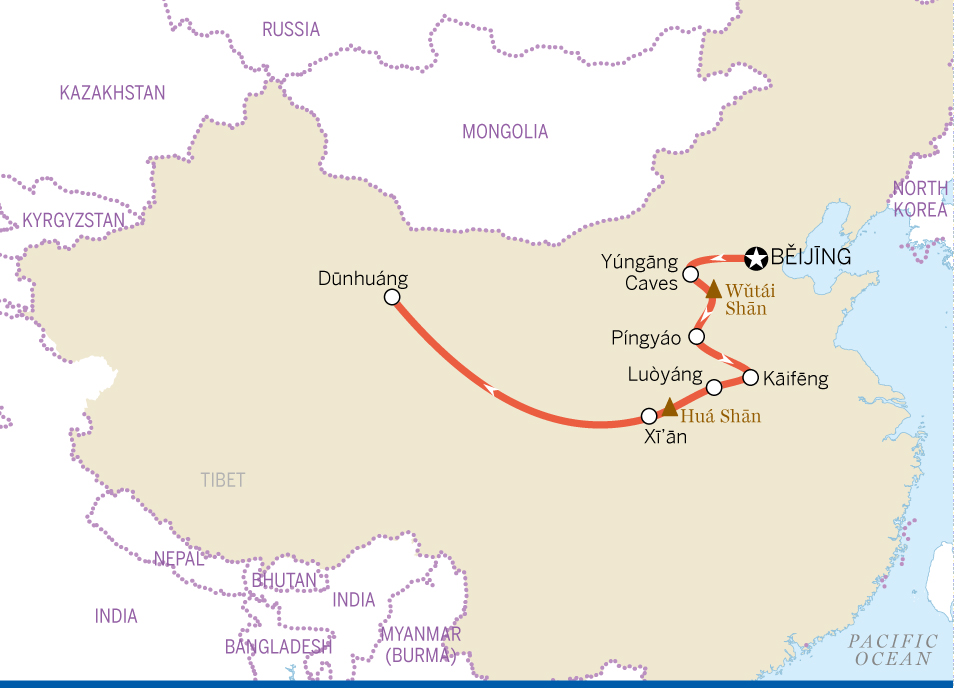 RUSSIA
KAZAKHSTAN
MONGOLIA
NORTH
KOREA
KYRGYZSTAN
BĚIJĪNG
Yúngāng
Caves
Dūnhuáng
Wǔtái
Shān
Píngyáo
Luòyáng
Kāifēng
Huá Shān
Xī’ān
TIBET
NEPAL
BHUTAN
INDIA
INDIA
MYANMAR
(BURMA)
BANGLADESH
PACIFIC
OCEAN